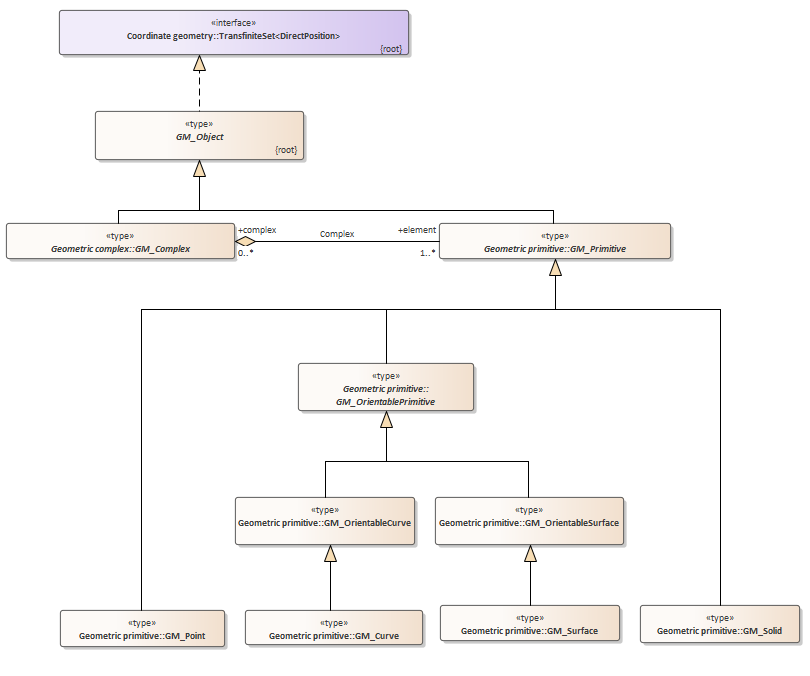 «interface»
Coordinate geometry::TransfiniteSet<DirectPosition>
{root}
«type»
GM_Object
{root}
«type»
Geometric complex::GM_Complex
+complex
0..*
Complex
+element
1..*
«type»
Geometric primitive::GM_Primitive
«type»
Geometric primitive::
GM_OrientablePrimitive
«type»
Geometric primitive::GM_OrientableCurve
«type»
Geometric primitive::GM_OrientableSurface
«type»
Geometric primitive::GM_Point
«type»
Geometric primitive::GM_Curve
«type»
Geometric primitive::GM_Surface
«type»
Geometric primitive::GM_Solid